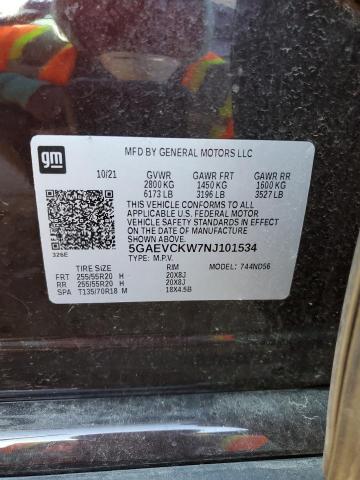 gm
MFD BY GENERAL MOTORS LLC
10/21 GVWR GAWR FRT GAWR RR
2800 KG 1450 KG 1600 KG
6173 LB 3196 LB 3527 LB
THIS VEHICLE CONFORMS TO ALL
APPLICABLE U.S. FEDERAL MOTOR
VEHICLE SAFETY STANDARDS IN
EFFECT ON THE DATE OF
MANUFACTURE SHOWN ABOVE.
5GAEVCKW7NJ101534
326E TYPE: M.P.V.
TIRE SIZE RIM MODEL: 744ND56
FRT 255/55R20 H 20X8J
RR 255/55R20 H 20X8J
SPA T135/70R18 M 18X4.5B